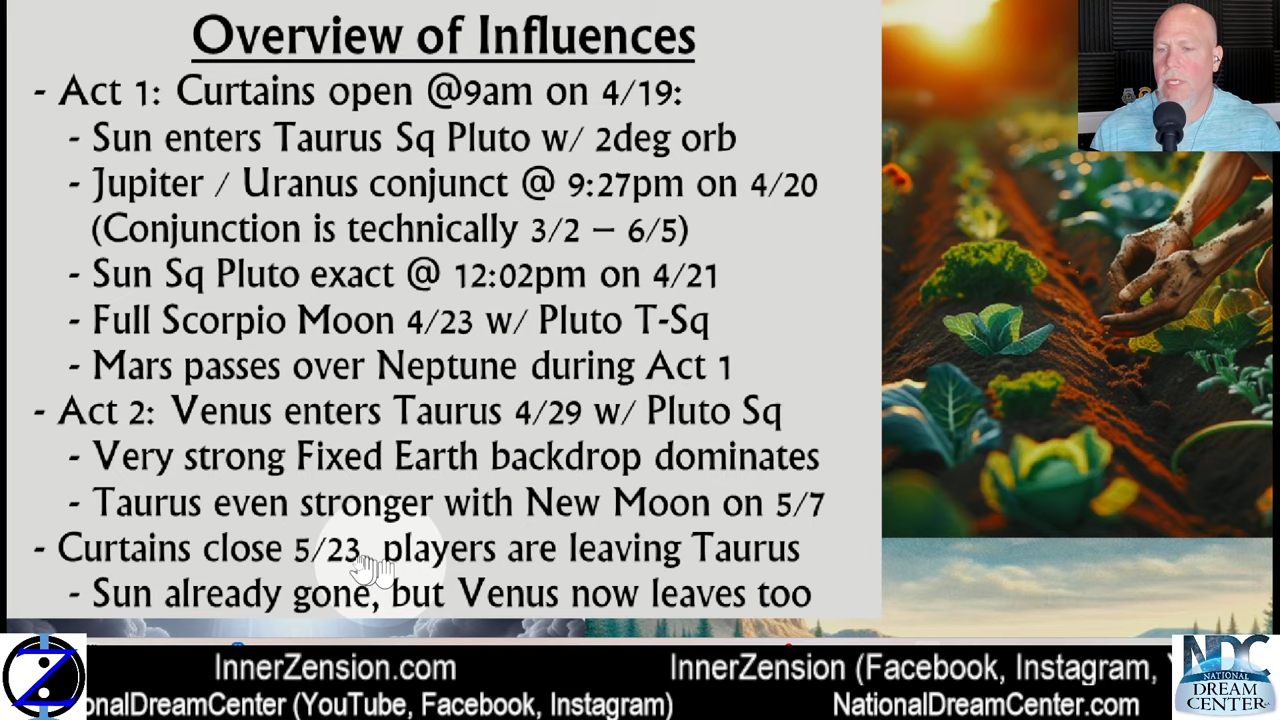 Overview of Influences
- Act 1: Curtains open @9am on 4/19:
- Sun enters Taurus Sq Pluto w/ 2deg orb
- Jupiter / Uranus conjunct @ 9:27pm on 4/20
(Conjunction is technically 3/2 – 6/5)
- Sun Sq Pluto exact @ 12:02pm on 4/21
- Full Scorpio Moon 4/23 w/ Pluto T-Sq
- Mars passes over Neptune during Act 1
- Act 2: Venus enters Taurus 4/29 w/ Pluto Sq
- Very strong Fixed Earth backdrop dominates
- Taurus even stronger with New Moon on 5/7
- Curtains close 5/23, players are leaving Taurus
- Sun already gone, but Venus now leaves too
InnerZension.com InnerZension (Facebook, Instagram,
onalDreamCenter (YouTube, Facebook, Instagram) NationalDreamCenter.com
NDC
NATIONAL
DREAM
CENTER